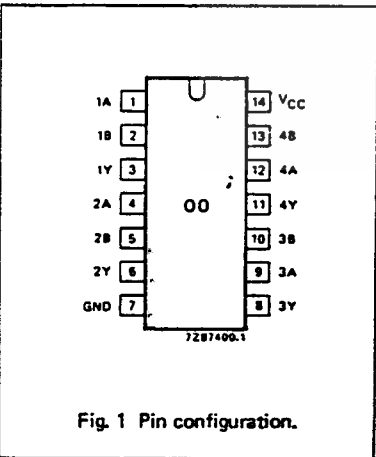 1A 1 14 VCC
1B 2 13 4B
1Y 3 12 4A
2A 4 00 11 4Y
2B 5 10 3B
2Y 6 9 3A
GND 7 8 3Y
7Z87400.1
Fig. 1 Pin configuration.